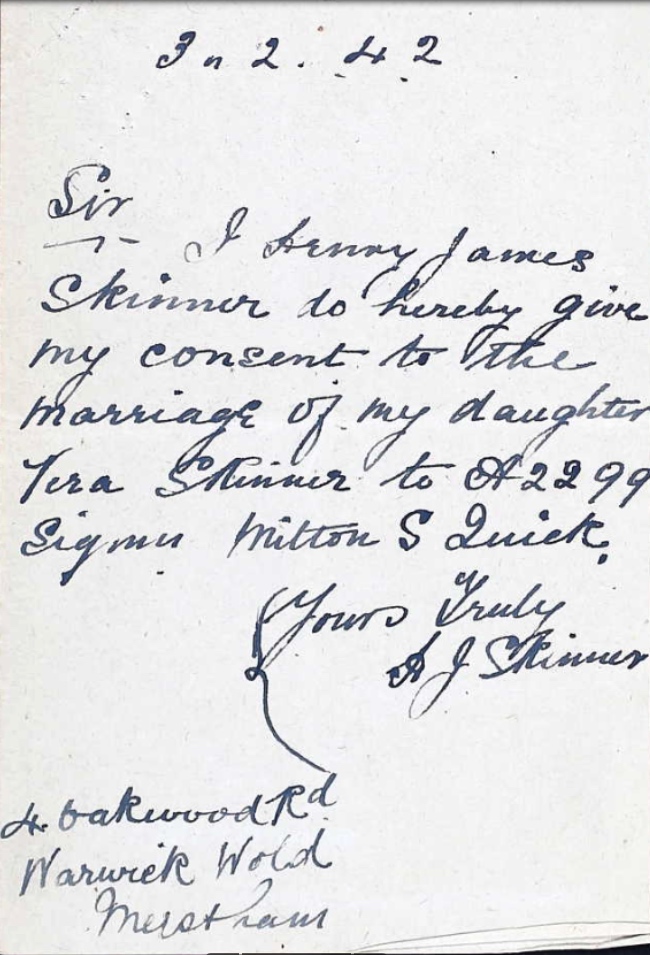 3 n 2. 42
Sir
I Henry James
Skinner do hereby give
my consent to the
marriage of my daughter
Vera Skinner to A2299
Signm Milton S Quick.
Yours Truly
H J Skinner
4. Oakwood Rd
Warwick Wold
Merstham